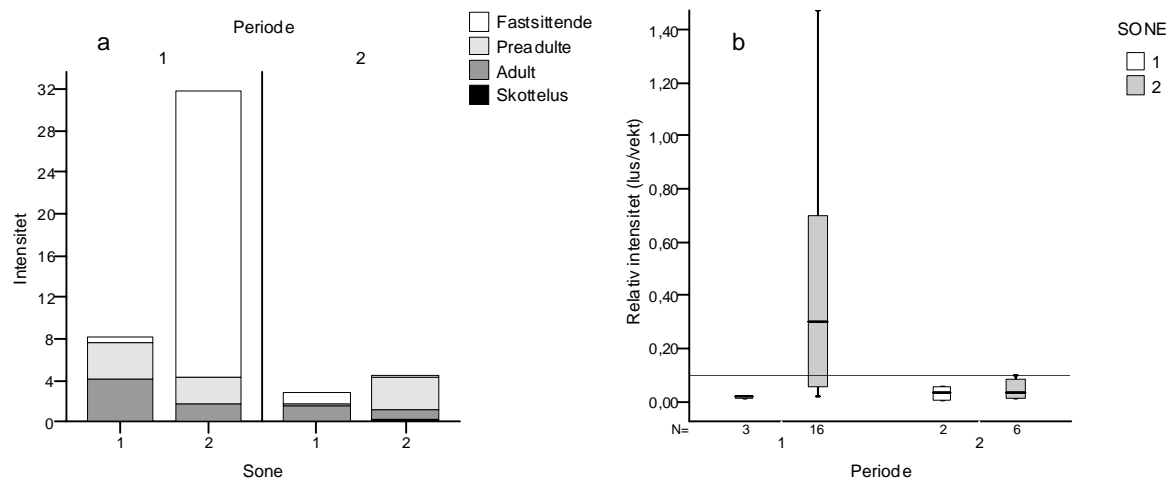 Periode
a
1
2
Fastsittende
Preadulte
Adult
Skottelus
Intensitet
32
28
24
20
16
12
8
4
0
1
2
1
2
Sone
b
SONE
1
2
Relativ intensitet (lus/vekt)
1,40
1,20
1,00
0,80
0,60
0,40
0,20
0,00
N= 3 16 2 6
1 2
Periode